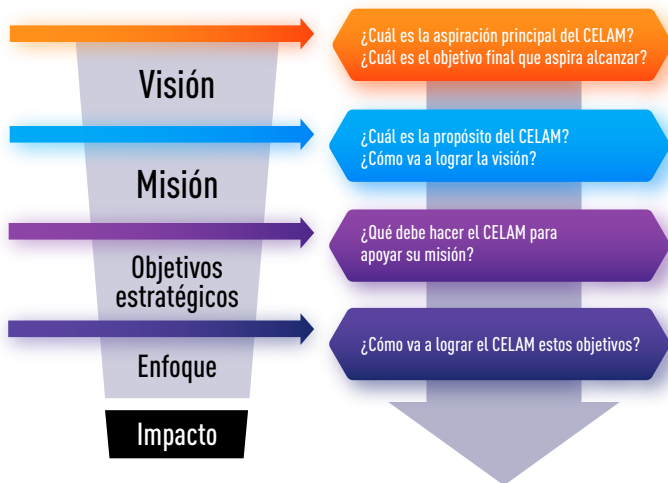 ¿Cuál es la aspiración principal del CELAM?
¿Cuál es el objetivo final que aspira alcanzar?
Visión
¿Cuál es la propósito del CELAM?
¿Cómo va a lograr la visión?
Misión
¿Qué debe hacer el CELAM para
apoyar su misión?
Objetivos
estratégicos
¿Cómo va a lograr el CELAM estos objetivos?
Enfoque
Impacto